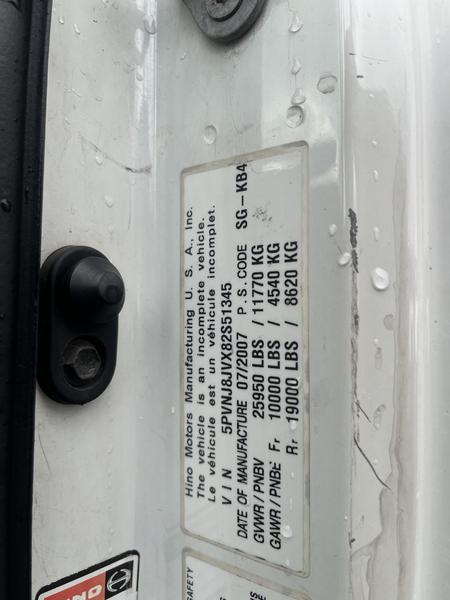 Hino Motors Manufacturing U. S. A., Inc.
The vehicle is an incomplete vehicle.
Le véhicule est un véhicule incomplet.
VIN 5PVNJ8JVX82S51345
DATE OF MANUFACTURE 07/2007 P.S. CODE SG-KB4
GVWR/PNBV 25950 LBS / 11770 KG
GAWR/PNBE Fr 10000 LBS / 4540 KG
Rr 19000 LBS / 8620 KG
SAFETY